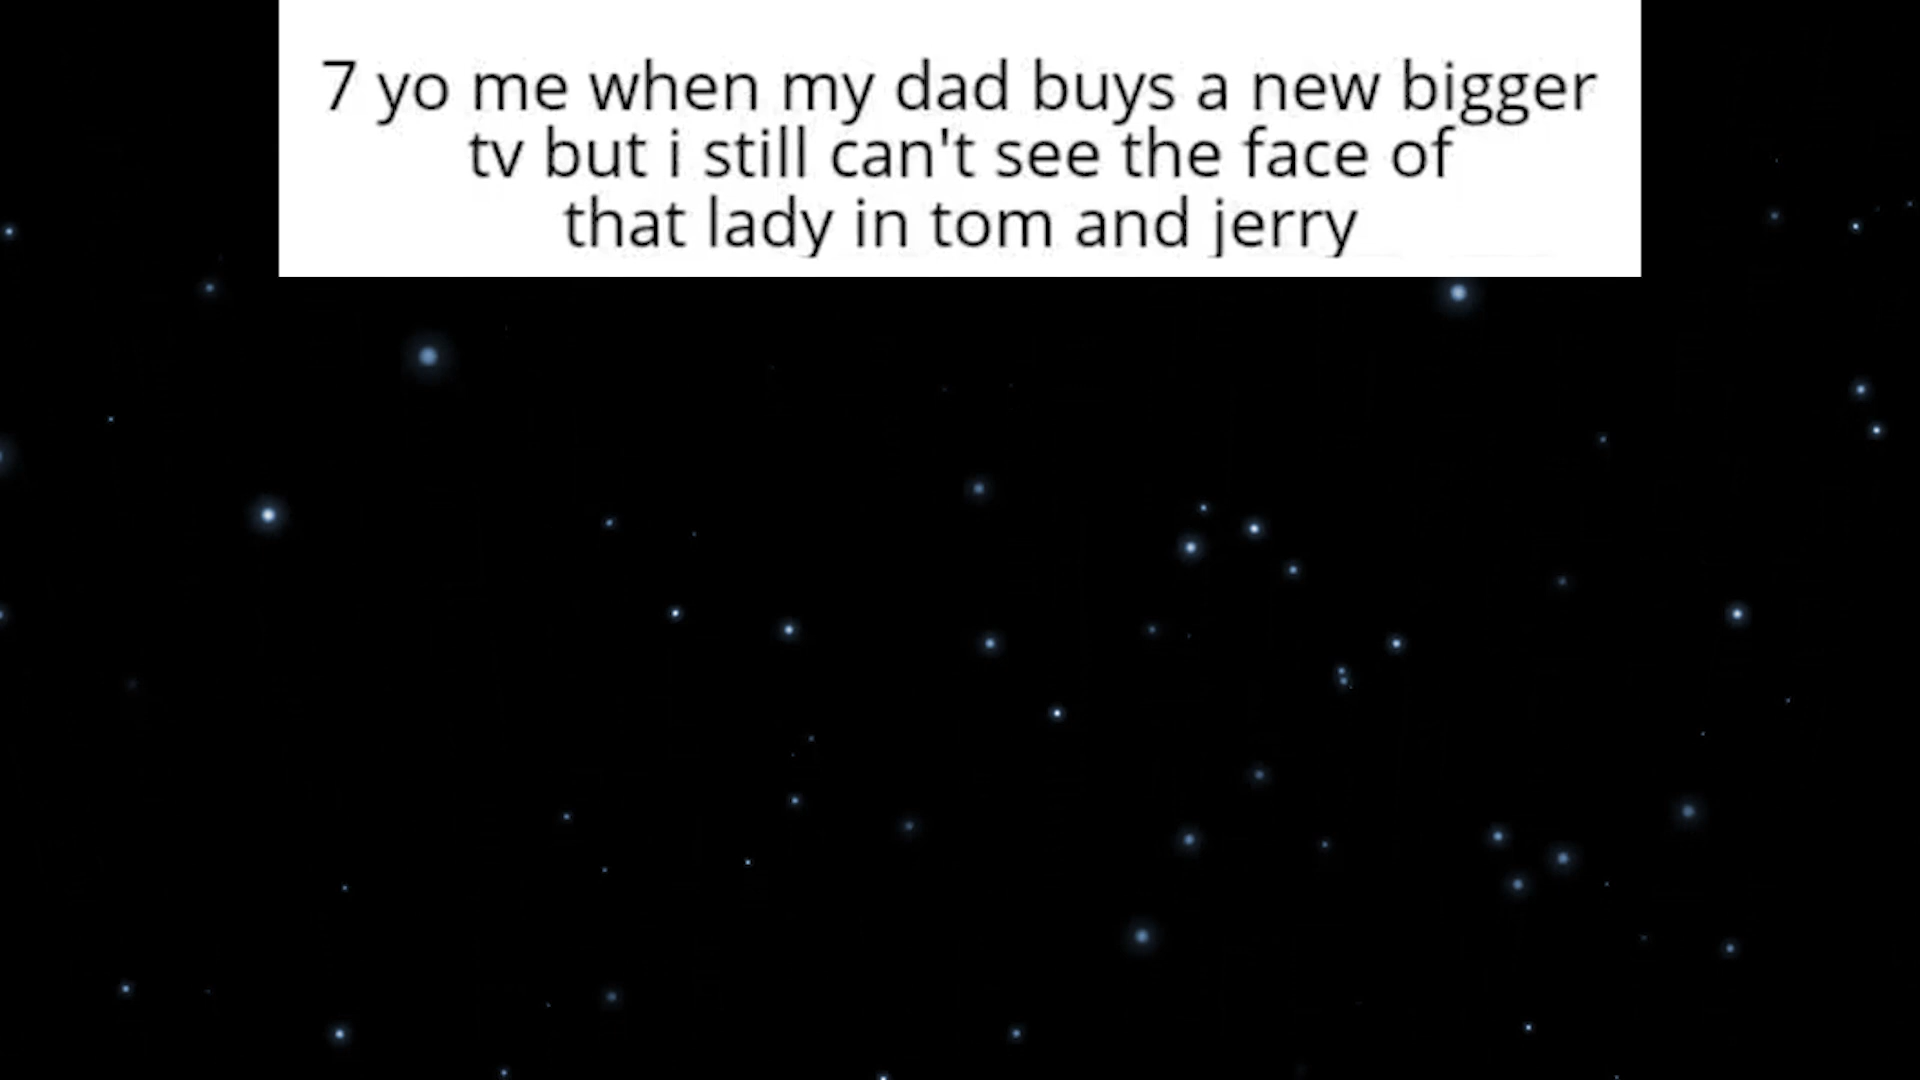 7 yo me when my dad buys a new bigger
tv but i still can't see the face of
that lady in tom and jerry